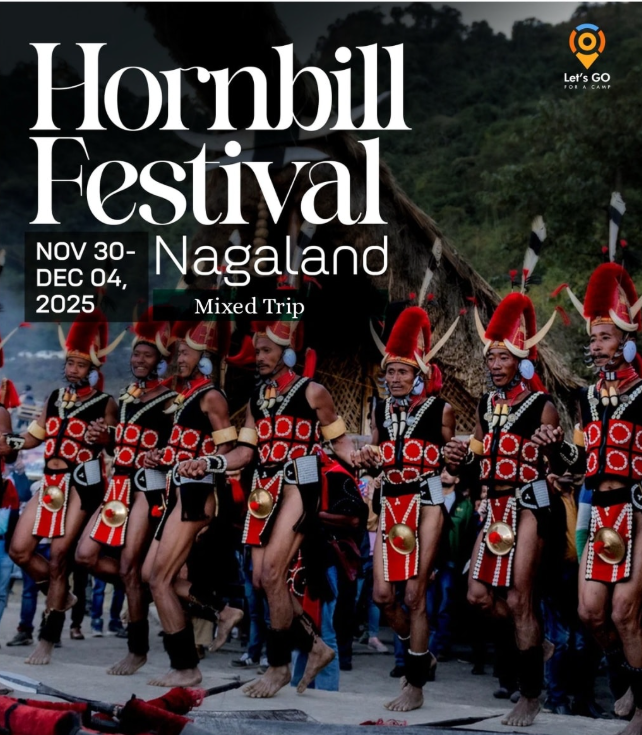 Hornbill
Festival
NOV 30-
DEC 04,
2025
Nagaland
Mixed Trip
Let's GO
FOR A CAMP